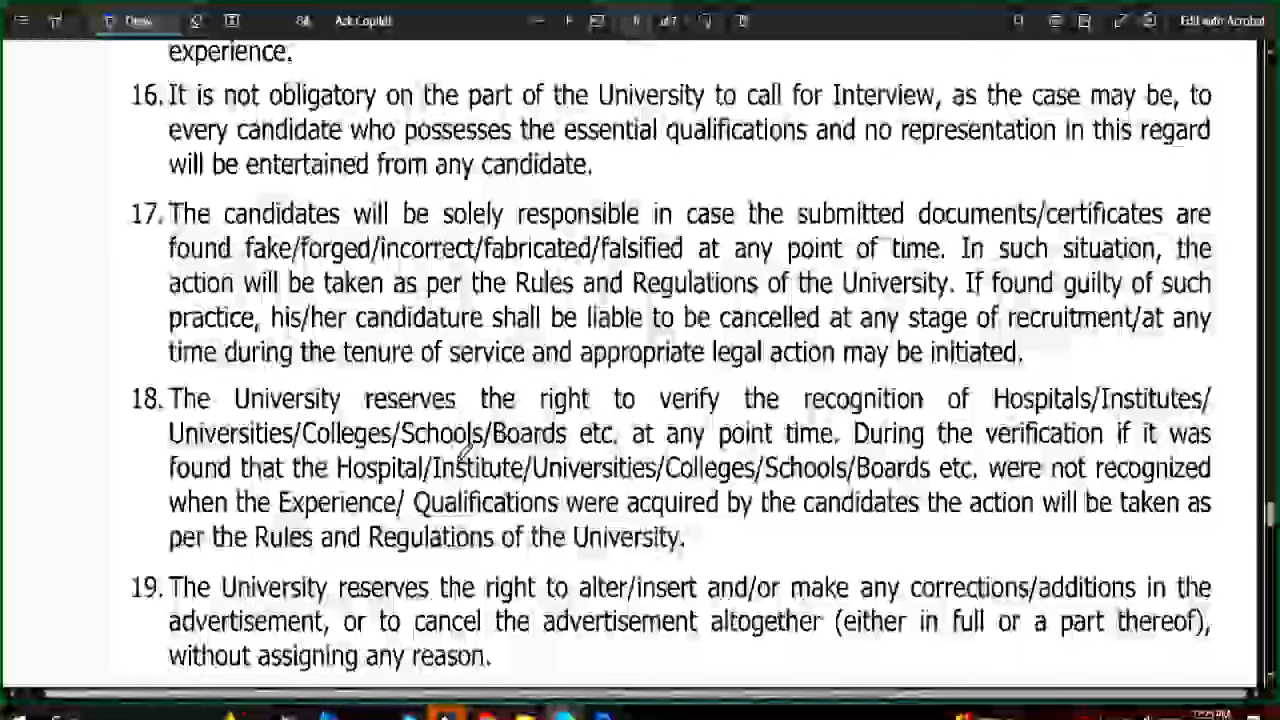 Draw
Ask Copilot
of 7
Edit with Acrobat
experience.
16. It is not obligatory on the part of the University to call for Interview, as the case may be, to
every candidate who possesses the essential qualifications and no representation in this regard
will be entertained from any candidate.
17. The candidates will be solely responsible in case the submitted documents/certificates are
found fake/forged/incorrect/fabricated/falsified at any point of time. In such situation, the
action will be taken as per the Rules and Regulations of the University. If found guilty of such
practice, his/her candidature shall be liable to be cancelled at any stage of recruitment/at any
time during the tenure of service and appropriate legal action may be initiated.
18. The University reserves the right to verify the recognition of Hospitals/Institutes/
Universities/Colleges/Schools/Boards etc. at any point time. During the verification if it was
found that the Hospital/Institute/Universities/Colleges/Schools/Boards etc. were not recognized
when the Experience/ Qualifications were acquired by the candidates the action will be taken as
per the Rules and Regulations of the University.
19. The University reserves the right to alter/insert and/or make any corrections/additions in the
advertisement, or to cancel the advertisement altogether (either in full or a part thereof),
without assigning any reason.